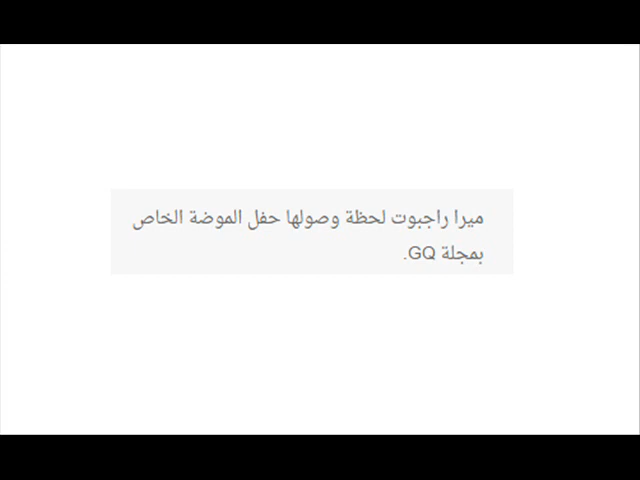 ميرا راجبوت لحظة وصولها حفل الموضة الخاص
بمجلة GQ.